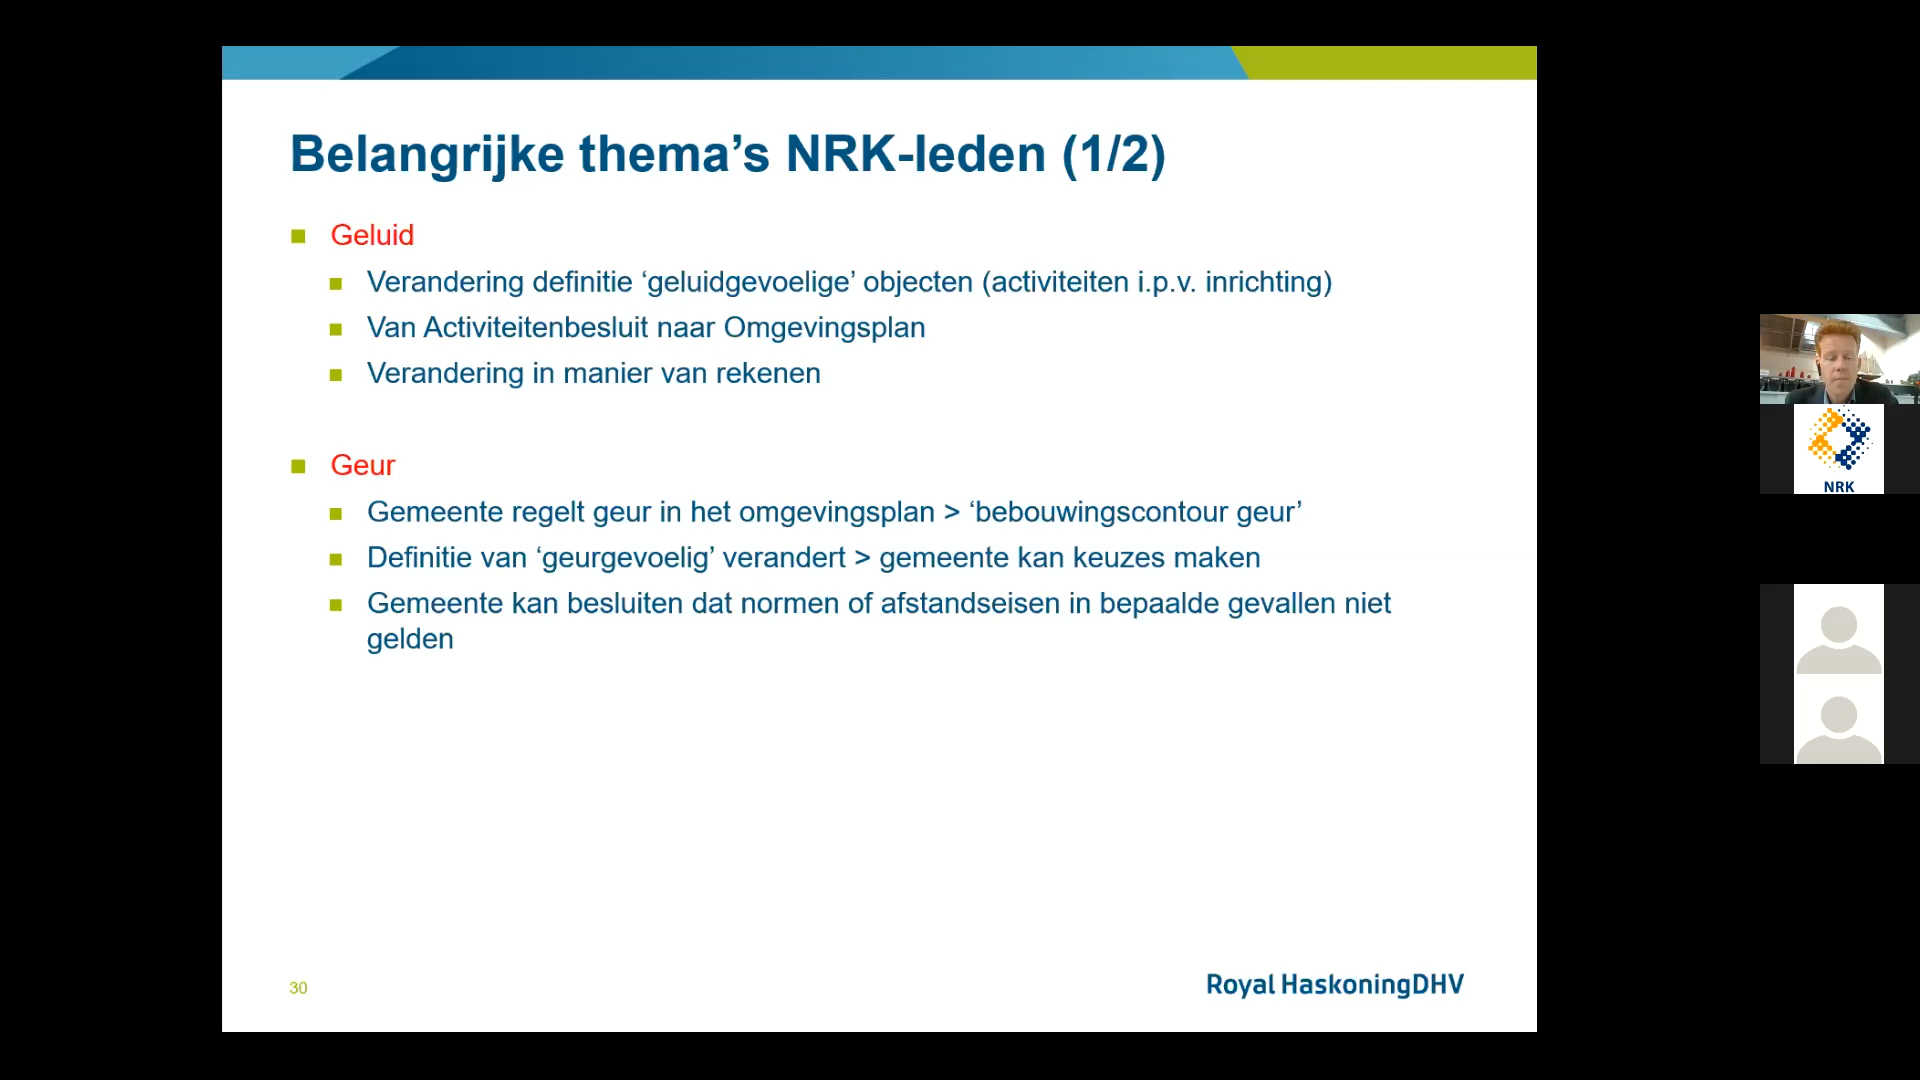 Belangrijke thema’s NRK-leden (1/2)
Geluid
Verandering definitie ‘geluidgevoelige’ objecten (activiteiten i.p.v. inrichting)
Van Activiteitenbesluit naar Omgevingsplan
Verandering in manier van rekenen
Geur
Gemeente regelt geur in het omgevingsplan > ‘bebouwingscontour geur’
Definitie van ‘geurgevoelig’ verandert > gemeente kan keuzes maken
Gemeente kan besluiten dat normen of afstandseisen in bepaalde gevallen niet
gelden
30
Royal HaskoningDHV
NRK